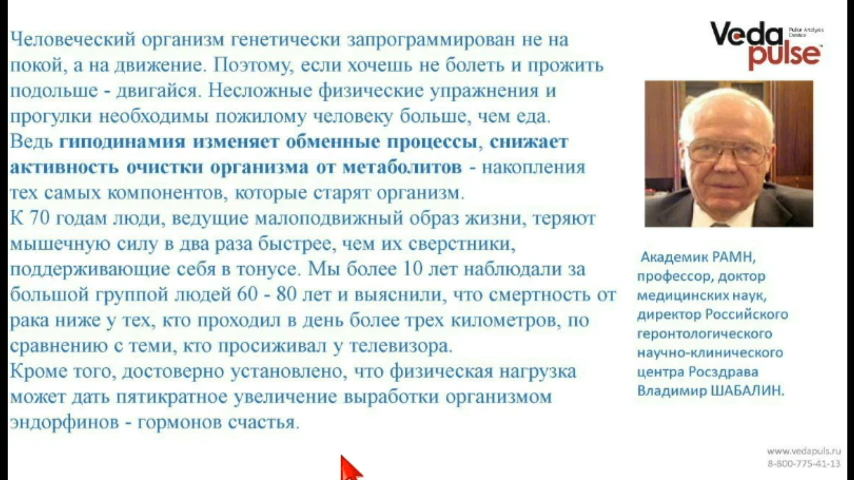 Человеческий организм генетически запрограммирован не на
покой, а на движение. Поэтому, если хочешь не болеть и прожить
подольше - двигайся. Несложные физические упражнения и
прогулки необходимы пожилому человеку больше, чем еда.
Ведь гиподинамия изменяет обменные процессы, снижает
активность очистки организма от метаболитов - накопления
тех самых компонентов, которые старят организм.
К 70 годам люди, ведущие малоподвижный образ жизни, теряют
мышечную силу в два раза быстрее, чем их сверстники,
поддерживающие себя в тонусе. Мы более 10 лет наблюдали за
большой группой людей 60 - 80 лет и выяснили, что смертность от
рака ниже у тех, кто проходил в день более трех километров, по
сравнению с теми, кто просиживал у телевизора.
Кроме того, достоверно установлено, что физическая нагрузка
может дать пятикратное увеличение выработки организмом
эндорфинов - гормонов счастья.
Veda
pulse™
Pulse Analysis
Device
Академик РАМН,
профессор, доктор
медицинских наук,
директор Российского
геронтологического
научно-клинического
центра Росздрава
Владимир ШАБАЛИН.
www.vedapuls.ru
8-800-775-41-13